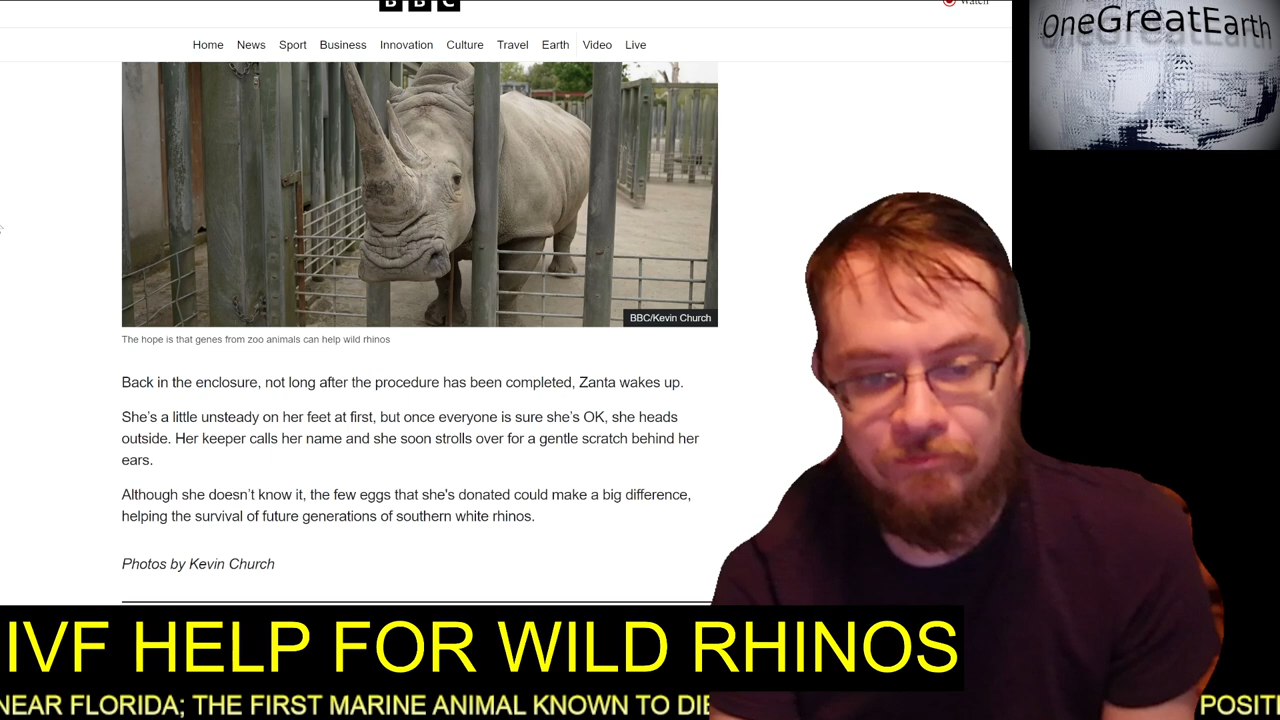 BBC
Watch
OneGreatEarth
Home News Sport Business Innovation Culture Travel Earth Video Live
BBC/Kevin Church
The hope is that genes from zoo animals can help wild rhinos
Back in the enclosure, not long after the procedure has been completed, Zanta wakes up.
She's a little unsteady on her feet at first, but once everyone is sure she's OK, she heads
outside. Her keeper calls her name and she soon strolls over for a gentle scratch behind her
ears.
Although she doesn't know it, the few eggs that she's donated could make a big difference,
helping the survival of future generations of southern white rhinos.
Photos by Kevin Church
IVF HELP FOR WILD RHINOS
NEAR FLORIDA; THE FIRST MARINE ANIMAL KNOWN TO DIE